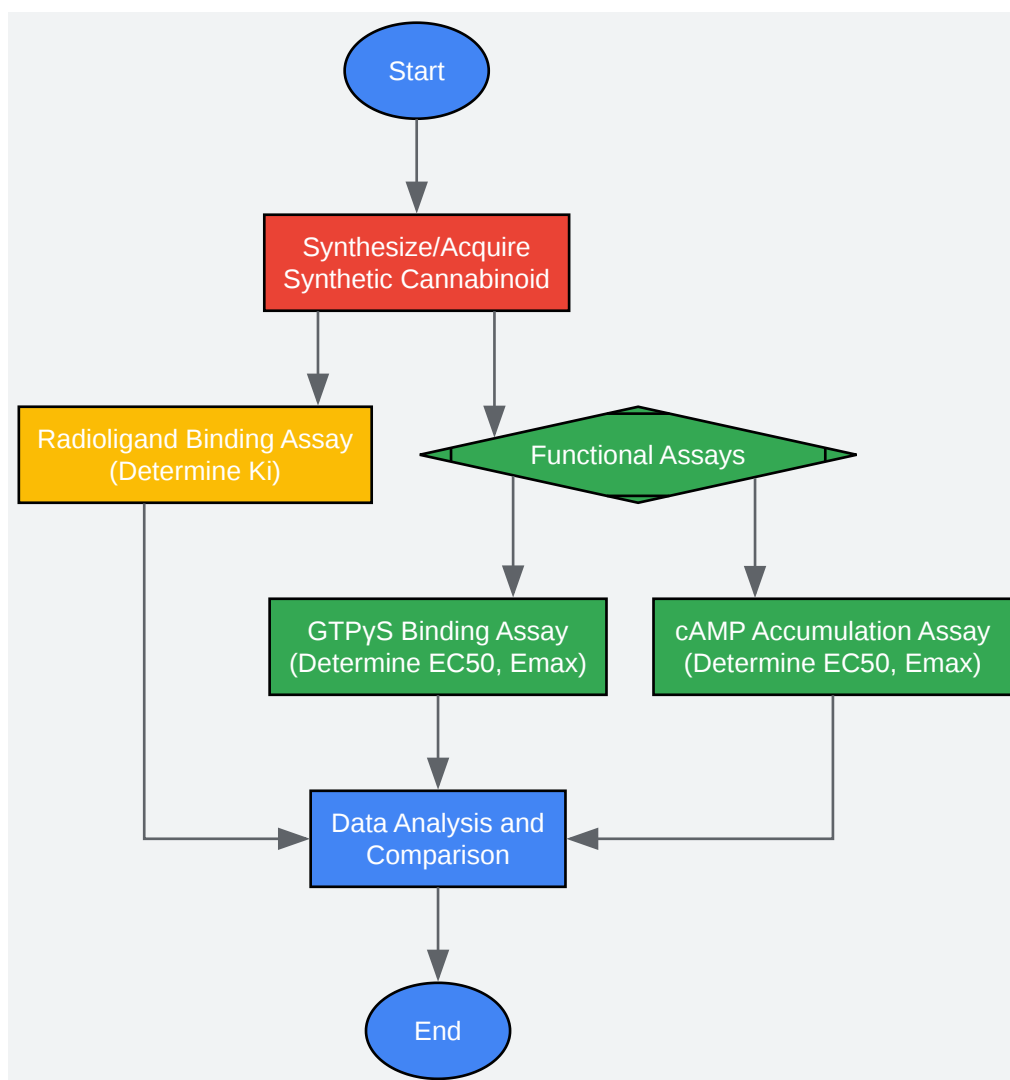 Start
Synthesize/Acquire
Synthetic Cannabinoid
Radioligand Binding Assay
(Determine Ki)
Functional Assays
GTPγS Binding Assay
(Determine EC50, Emax)
cAMP Accumulation Assay
(Determine EC50, Emax)
Data Analysis and
Comparison
End